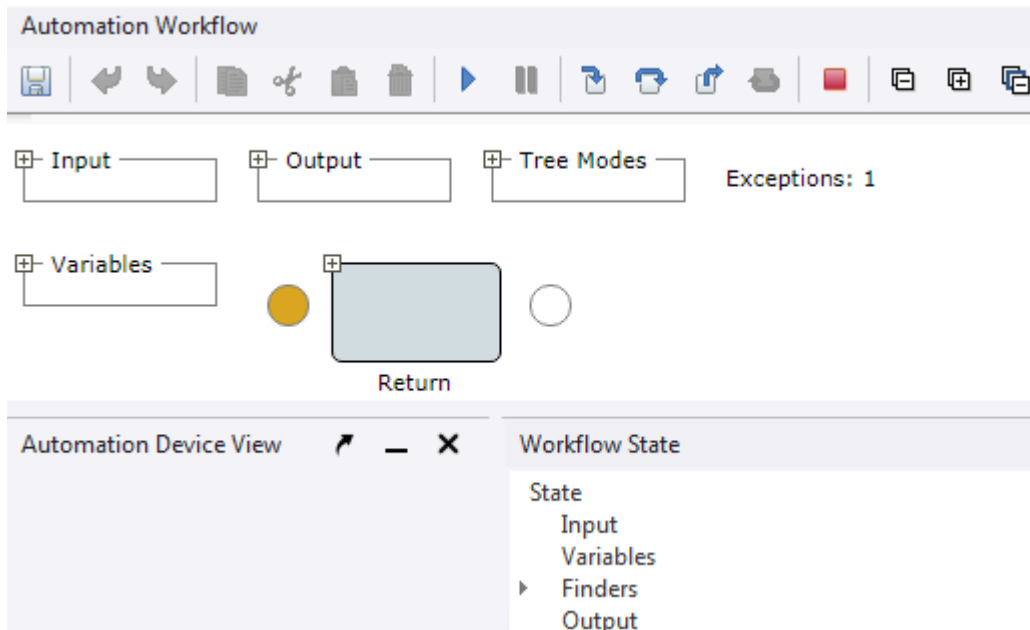 Automation Workflow
Input
Output
Tree Modes
Exceptions: 1
Variables
Return
Automation Device View
Workflow State
State
Input
Variables
Finders
Output